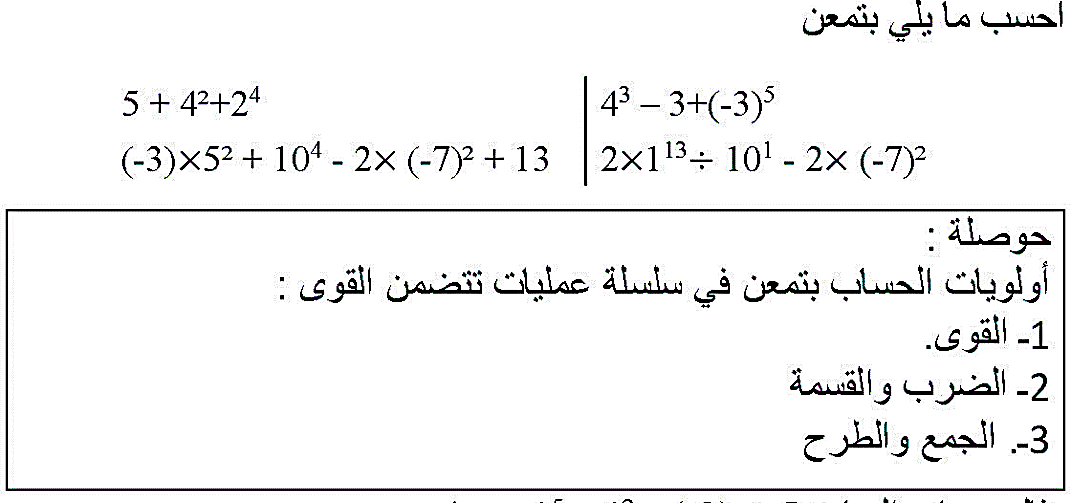 احسب ما يلي بتمعن
5 + 4²+2⁴
(-3)×5² + 10⁴ - 2× (-7)² + 13
4³ – 3+(-3)⁵
2×1¹³÷ 10¹ - 2× (-7)²
حوصلة :
أولويات الحساب بتمعن في سلسلة عمليات تتضمن القوى :
1- القوى.
2- الضرب والقسمة
3-. الجمع والطرح